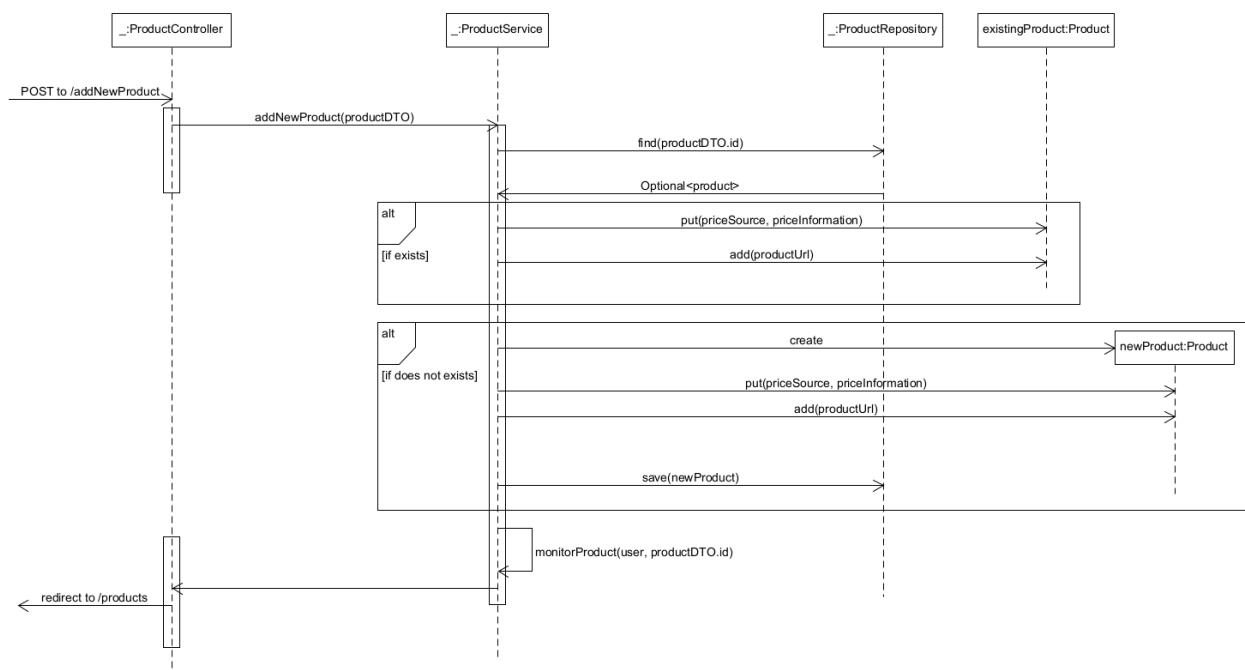 _:ProductController
_:ProductService
_:ProductRepository
existingProduct:Product
POST to /addNewProduct
addNewProduct(productDTO)
find(productDTO.id)
Optional<product>
alt
put(priceSource, priceInformation)
[if exists]
add(productUrl)
alt
create
newProduct:Product
[if does not exists]
put(priceSource, priceInformation)
add(productUrl)
save(newProduct)
monitorProduct(user, productDTO.id)
redirect to /products